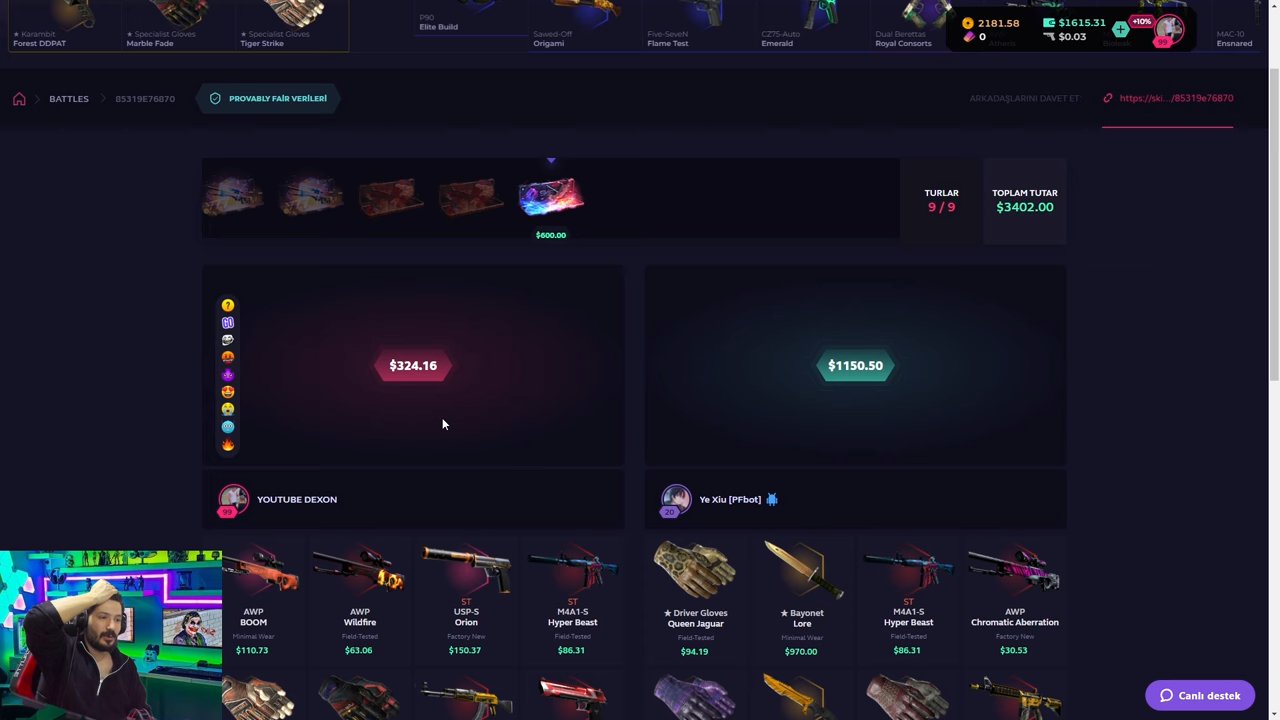 ★ Karambit
Forest DDPAT
★ Specialist Gloves
Marble Fade
★ Specialist Gloves
Tiger Strike
P90
Elite Build
Sawed-Off
Origami
Five-SeveN
Flame Test
CZ75-Auto
Emerald
Dual Berettas
Royal Consorts
MAC-10
Ensnared
2181.58
0
$1615.31
$0.03
+10%
99
BATTLES
85319E76870
PROVABLY FAİR VERİLERİ
ARKADAŞLARINI DAVET ET:
https://ski.../85319e76870
$600.00
TURLAR
9 / 9
TOPLAM TUTAR
$3402.00
GO
$324.16
$1150.50
99
YOUTUBE DEXON
20
Ye Xiu [PFbot]
AWP
BOOM
Minimal Wear
$110.73
AWP
Wildfire
Field-Tested
$63.06
ST
USP-S
Orion
Factory New
$150.37
ST
M4A1-S
Hyper Beast
Field-Tested
$86.31
★ Driver Gloves
Queen Jaguar
Field-Tested
$94.19
★ Bayonet
Lore
Minimal Wear
$970.00
ST
M4A1-S
Hyper Beast
Field-Tested
$86.31
AWP
Chromatic Aberration
Factory New
$30.53
Canlı destek